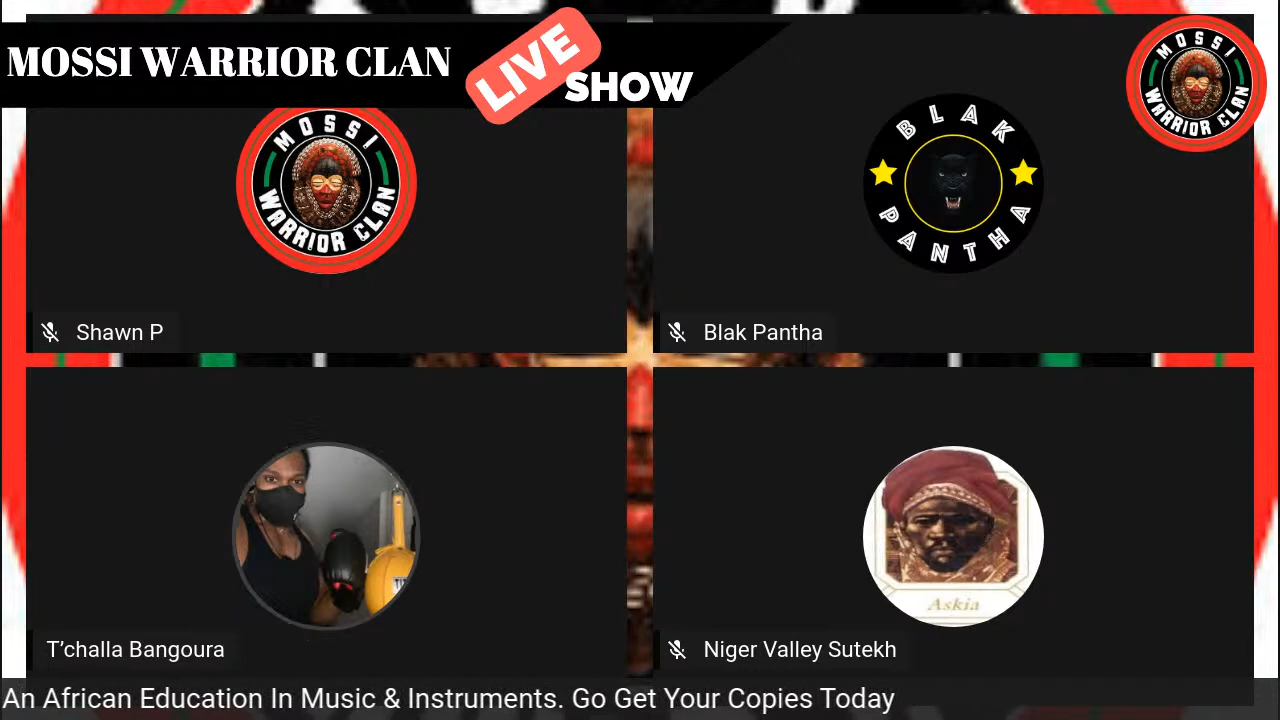 MOSSI WARRIOR CLAN
LIVE
SHOW
MOSSI
WARRIOR CLAN
MOSSI
WARRIOR CLAN
BLAK
PANTHA
Shawn P
Blak Pantha
Askia
T'challa Bangoura
Niger Valley Sutekh
An African Education In Music & Instruments. Go Get Your Copies Today